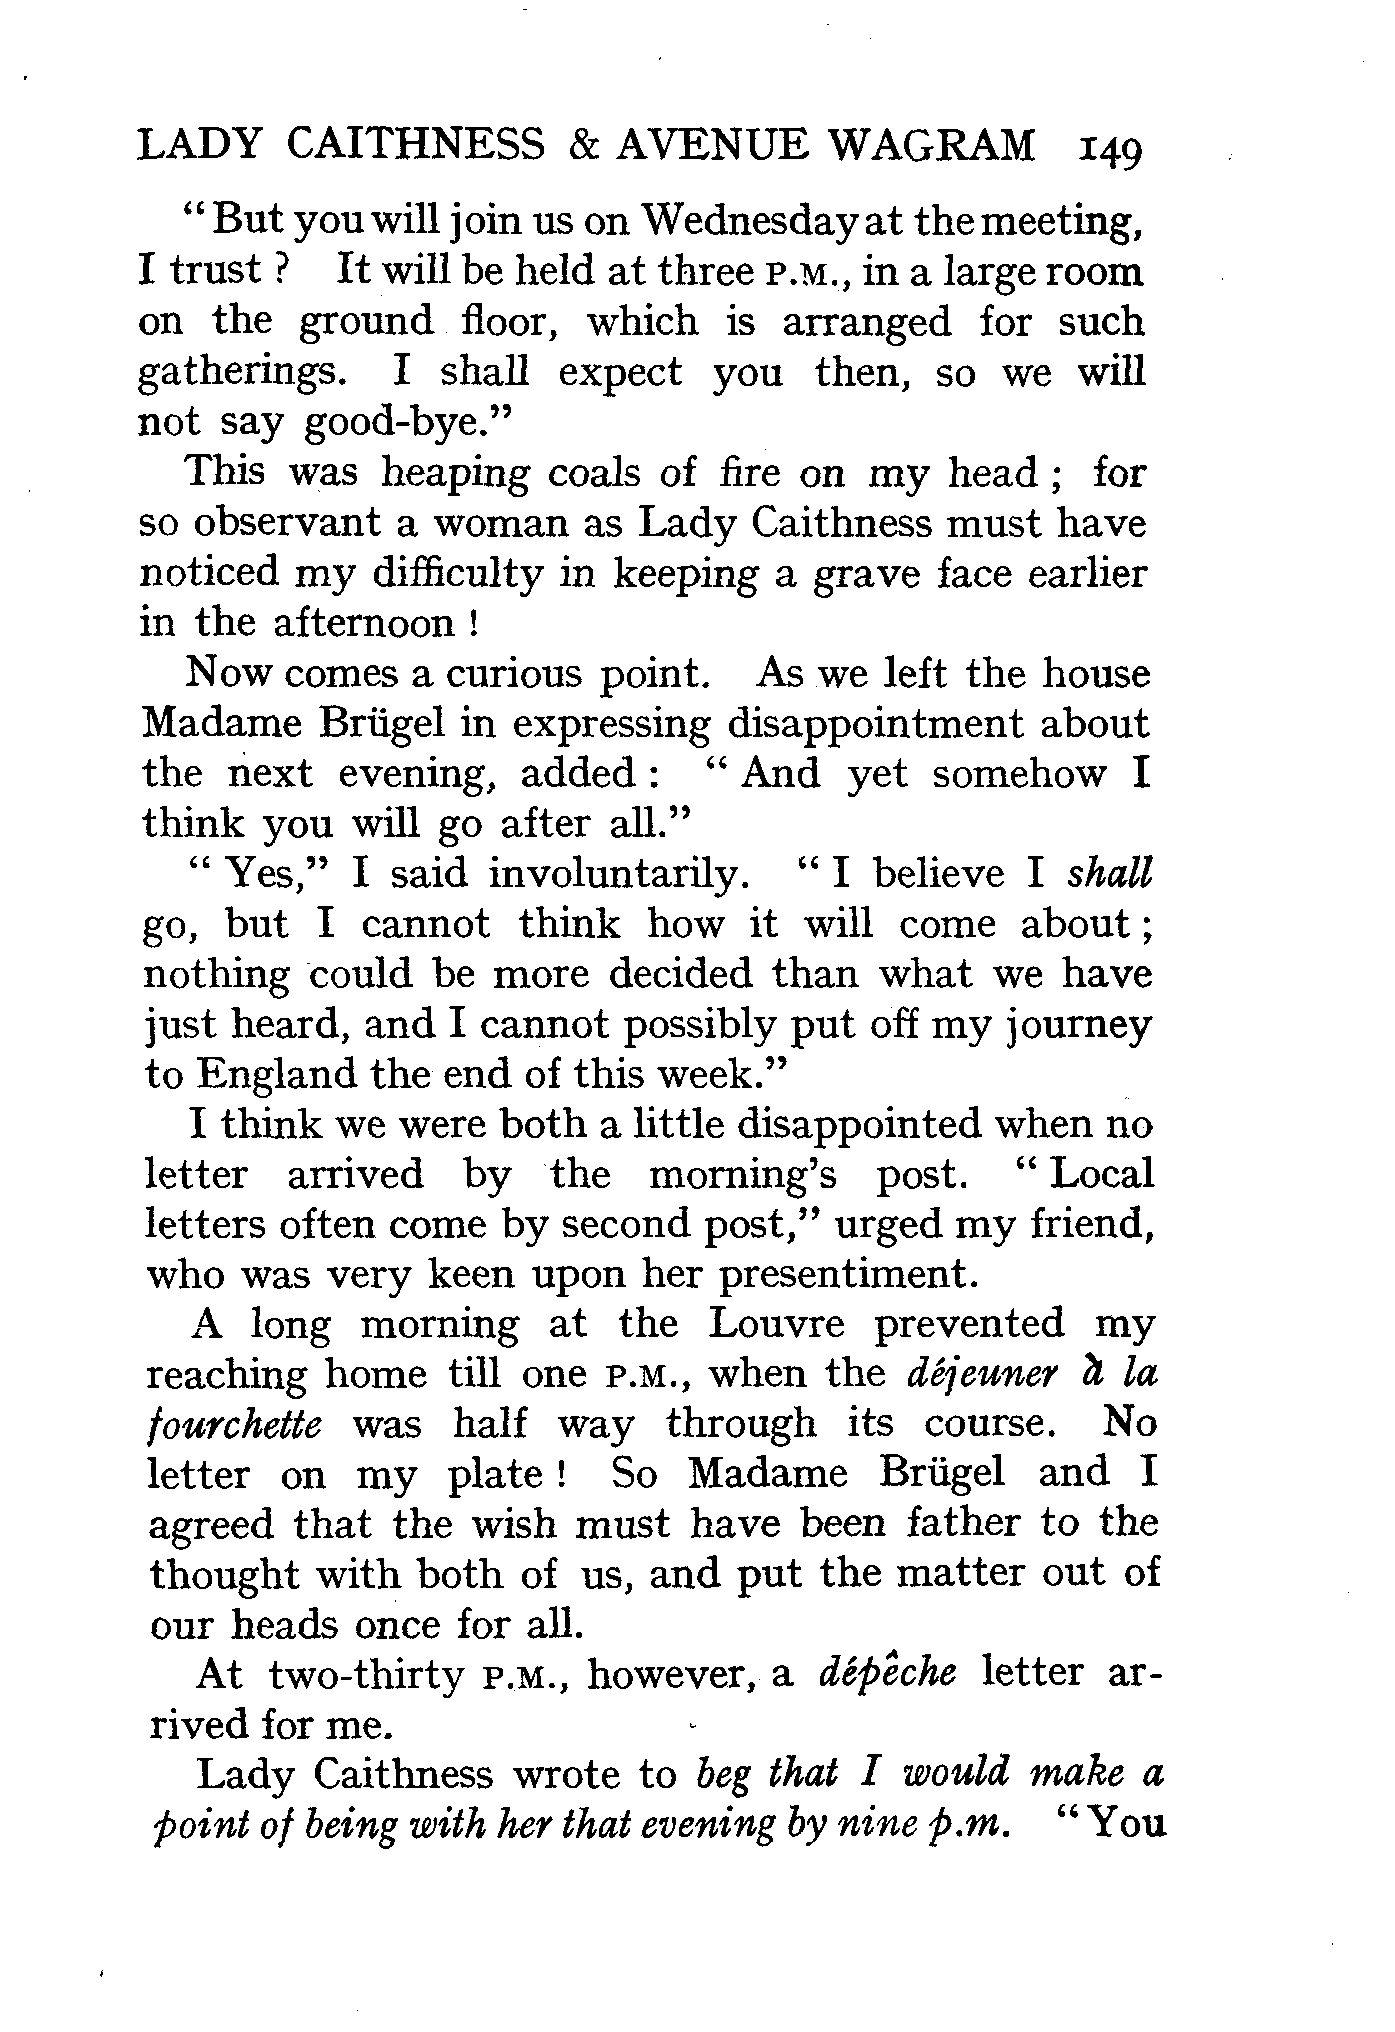 LADY CAITHNESS & AVENUE WAGRAM 149
"But you will join us on Wednesday at the meeting,
I trust ? It will be held at three P.M., in a large room
on the ground floor, which is arranged for such
gatherings. I shall expect you then, so we will
not say good-bye."
This was heaping coals of fire on my head ; for
so observant a woman as Lady Caithness must have
noticed my difficulty in keeping a grave face earlier
in the afternoon !
Now comes a curious point. As we left the house
Madame Brügel in expressing disappointment about
the next evening, added : " And yet somehow I
think you will go after all."
" Yes," I said involuntarily. " I believe I shall
go, but I cannot think how it will come about ;
nothing could be more decided than what we have
just heard, and I cannot possibly put off my journey
to England the end of this week."
I think we were both a little disappointed when no
letter arrived by the morning's post. " Local
letters often come by second post," urged my friend,
who was very keen upon her presentiment.
A long morning at the Louvre prevented my
reaching home till one P.M., when the déjeuner à la
fourchette was half way through its course. No
letter on my plate ! So Madame Brügel and I
agreed that the wish must have been father to the
thought with both of us, and put the matter out of
our heads once for all.
At two-thirty P.M., however, a dépêche letter ar-
rived for me.
Lady Caithness wrote to beg that I would make a
point of being with her that evening by nine p.m. "You